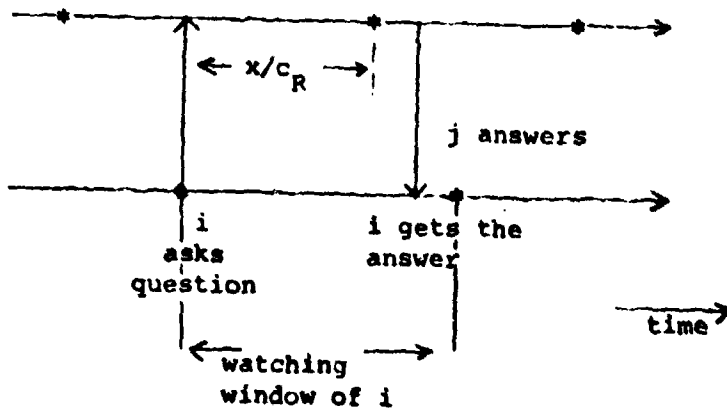 x/c_R
j answers
i
asks
question
i gets the
answer
time
watching
window of i